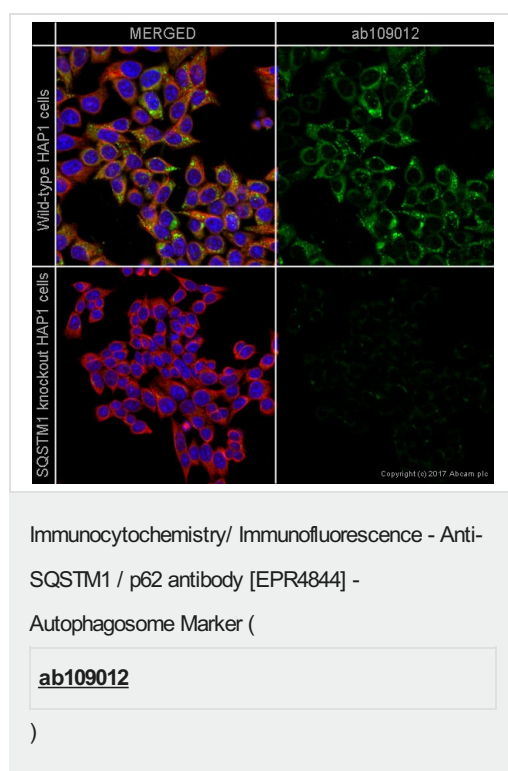 MERGED
ab109012
Wild-type HAP1 cells
SQSTM1 knockout HAP1 cells
Copyright (c) 2017 Abcam plc
Immunocytochemistry/ Immunofluorescence - Anti-
SQSTM1 / p62 antibody [EPR4844] -
Autophagosome Marker (
ab109012
)